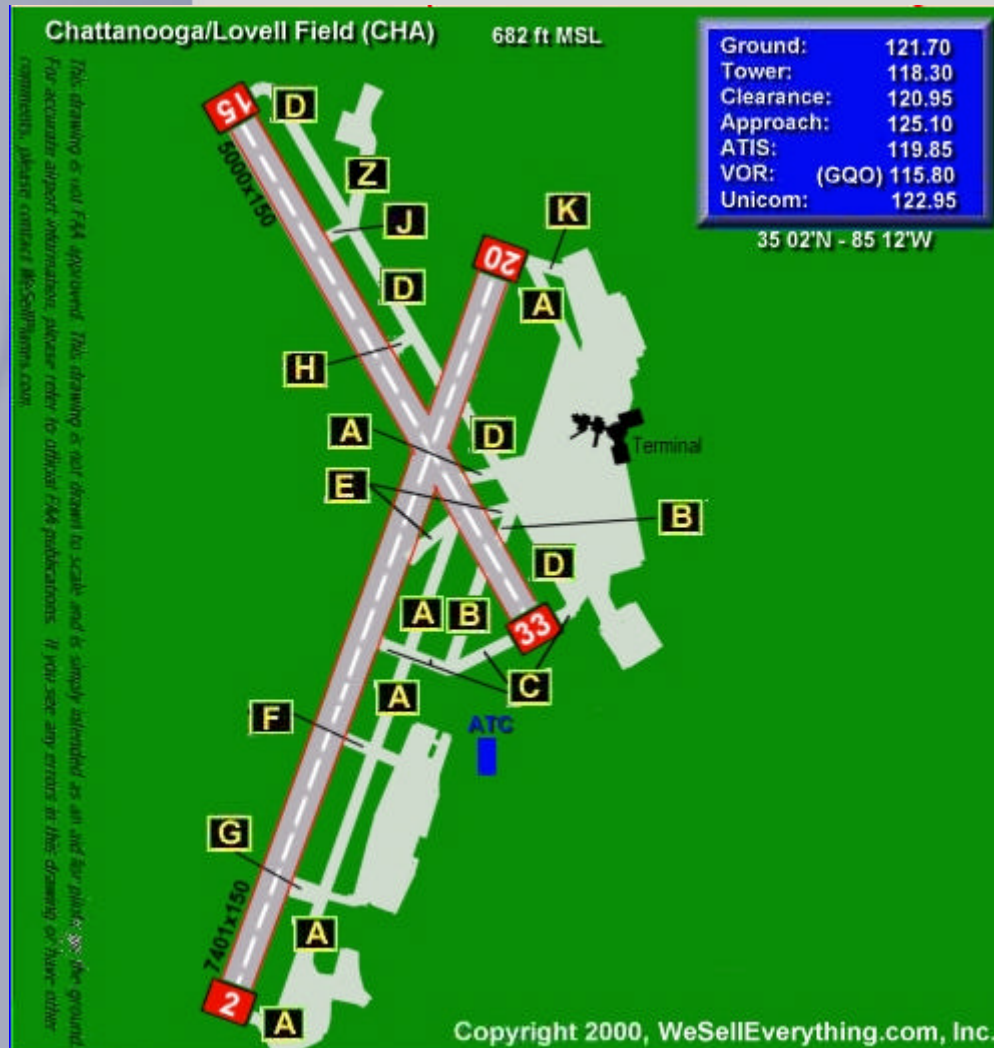 Chattanooga/Lovell Field (CHA)
682 ft MSL
Ground: 121.70
Tower: 118.30
Clearance: 120.95
Approach: 125.10
ATIS: 119.85
VOR: (GQO) 115.80
Unicom: 122.95
35 02'N - 85 12'W
15
D
5000x150
Z
J
K
20
D
A
H
A
D
Terminal
E
B
D
A
B
33
C
A
F
ATC
G
7401x150
A
2
A
This drawing is not FAA approved. This drawing is not drawn to scale and is simply intended as an aid for pilots on the ground.
For accurate airport information, please refer to official FAA publications. If you see any errors in this drawing or have other
comments, please contact WeSellPlanes.com.
Copyright 2000, WeSellEverything.com, Inc.